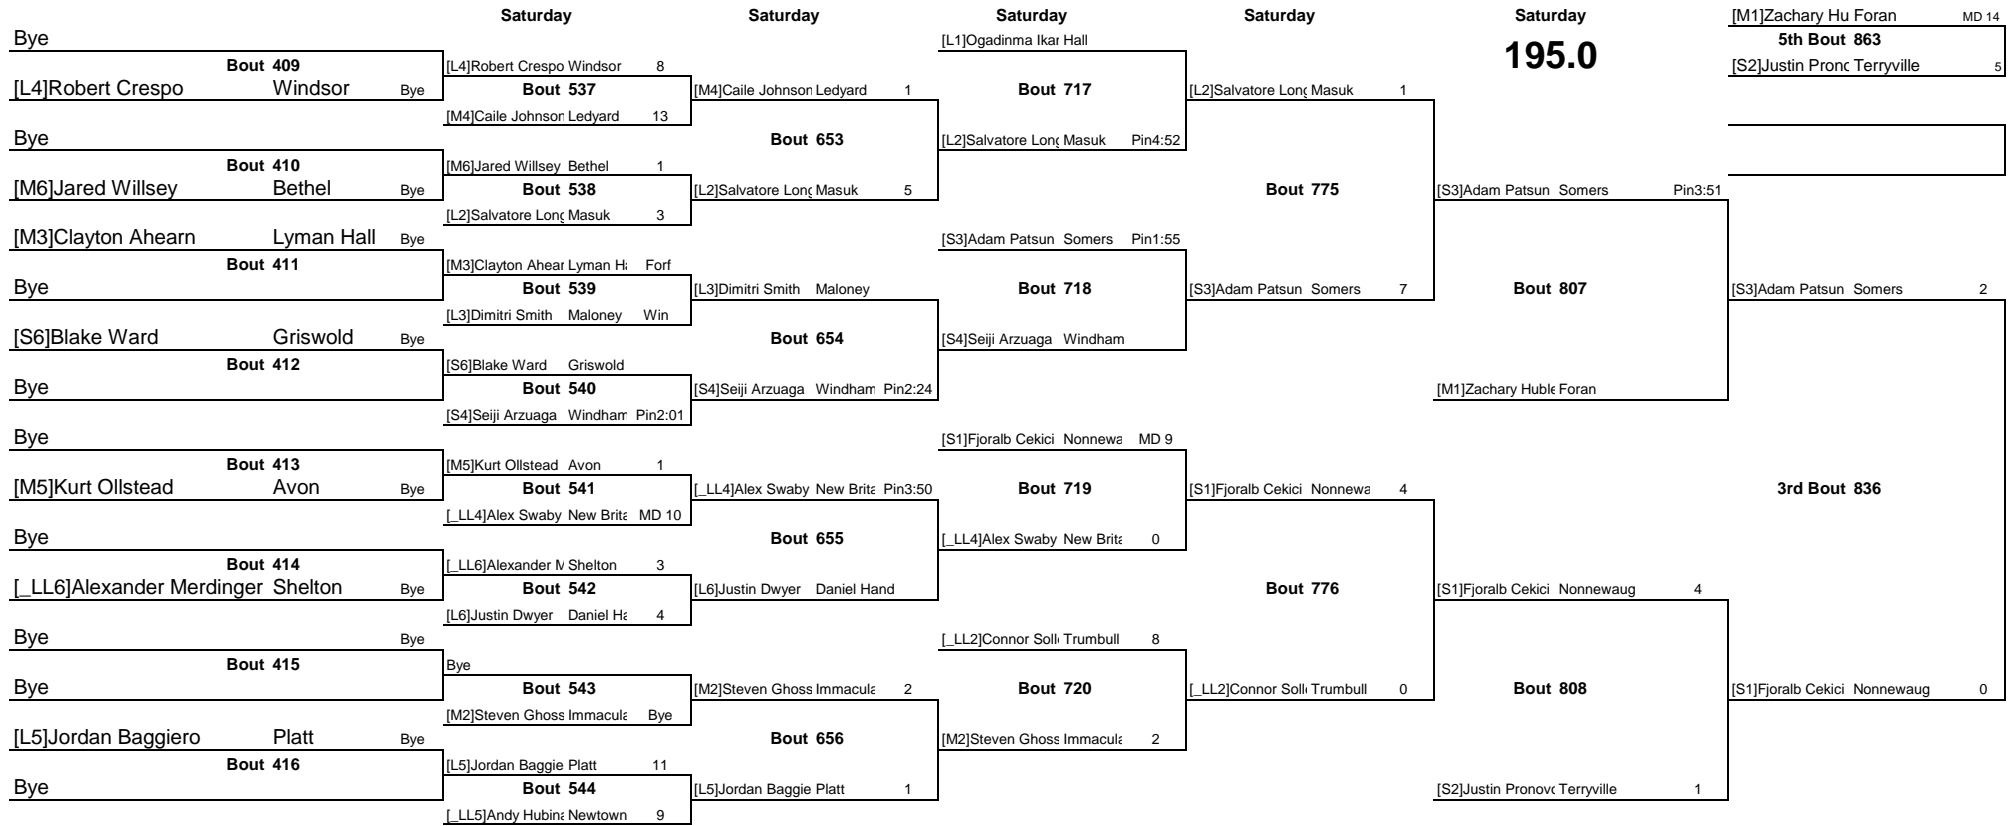 Saturday Saturday Saturday Saturday Saturday
195.0
Bye
Bout 409
[L4]Robert Crespo Windsor Bye
Bye
Bout 410
[M6]Jared Willsey Bethel Bye
[M3]Clayton Ahearn Lyman Hall Bye
Bout 411
Bye
[S6]Blake Ward Griswold Bye
Bout 412
Bye
Bye
Bout 413
[M5]Kurt Ollstead Avon Bye
Bye
Bout 414
[_LL6]Alexander Merdinger Shelton Bye
Bye Bye
Bout 415
Bye
[L5]Jordan Baggiero Platt Bye
Bout 416
Bye
[L4]Robert Crespo Windsor 8
Bout 537
[M4]Caile Johnson Ledyard 13
[M6]Jared Willsey Bethel 1
Bout 538
[L2]Salvatore Long Masuk 3
[M3]Clayton Ahear Lyman Ha Forf
Bout 539
[L3]Dimitri Smith Maloney Win
[S6]Blake Ward Griswold
Bout 540
[S4]Seiji Arzuaga Windham Pin2:01
[M5]Kurt Ollstead Avon 1
Bout 541
[_LL4]Alex Swaby New Brita MD 10
[_LL6]Alexander M Shelton 3
Bout 542
[L6]Justin Dwyer Daniel Ha 4
Bye
Bout 543
[M2]Steven Ghoss Immacula Bye
[L5]Jordan Baggie Platt 11
Bout 544
[_LL5]Andy Hubina Newtown 9
[M4]Caile Johnson Ledyard 1
Bout 653
[L2]Salvatore Long Masuk 5
[L3]Dimitri Smith Maloney
Bout 654
[S4]Seiji Arzuaga Windham Pin2:24
[_LL4]Alex Swaby New Brita Pin3:50
Bout 655
[L6]Justin Dwyer Daniel Hand
[M2]Steven Ghoss Immacula 2
Bout 656
[L5]Jordan Baggie Platt 1
[L1]Ogadinma Ikar Hall
Bout 717
[L2]Salvatore Long Masuk Pin4:52
[S3]Adam Patsun Somers Pin1:55
Bout 718
[S4]Seiji Arzuaga Windham
[S1]Fjoralb Cekici Nonnewa MD 9
Bout 719
[_LL4]Alex Swaby New Brita 0
[_LL2]Connor Solli Trumbull 8
Bout 720
[M2]Steven Ghoss Immacula 2
[L2]Salvatore Long Masuk 1
Bout 775
[S3]Adam Patsun Somers 7
[S1]Fjoralb Cekici Nonnewa 4
Bout 776
[_LL2]Connor Solli Trumbull 0
[S3]Adam Patsun Somers Pin3:51
Bout 807
[M1]Zachary Huble Foran
[S1]Fjoralb Cekici Nonnewaug 4
Bout 808
[S2]Justin Pronovo Terryville 1
[M1]Zachary Hu Foran MD 14
5th Bout 863
[S2]Justin Pronc Terryville 5
[S3]Adam Patsun Somers 2
3rd Bout 836
[S1]Fjoralb Cekici Nonnewaug 0